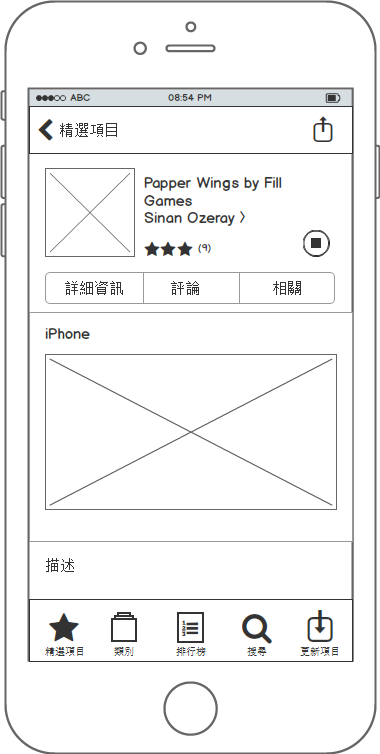 ABC 08:54 PM
精選項目
Papper Wings by Fill
Games
Sinan Ozeray 〉
(9)
詳細資訊 評論 相關
iPhone
描述
精選項目 類別 排行榜 搜尋 更新項目